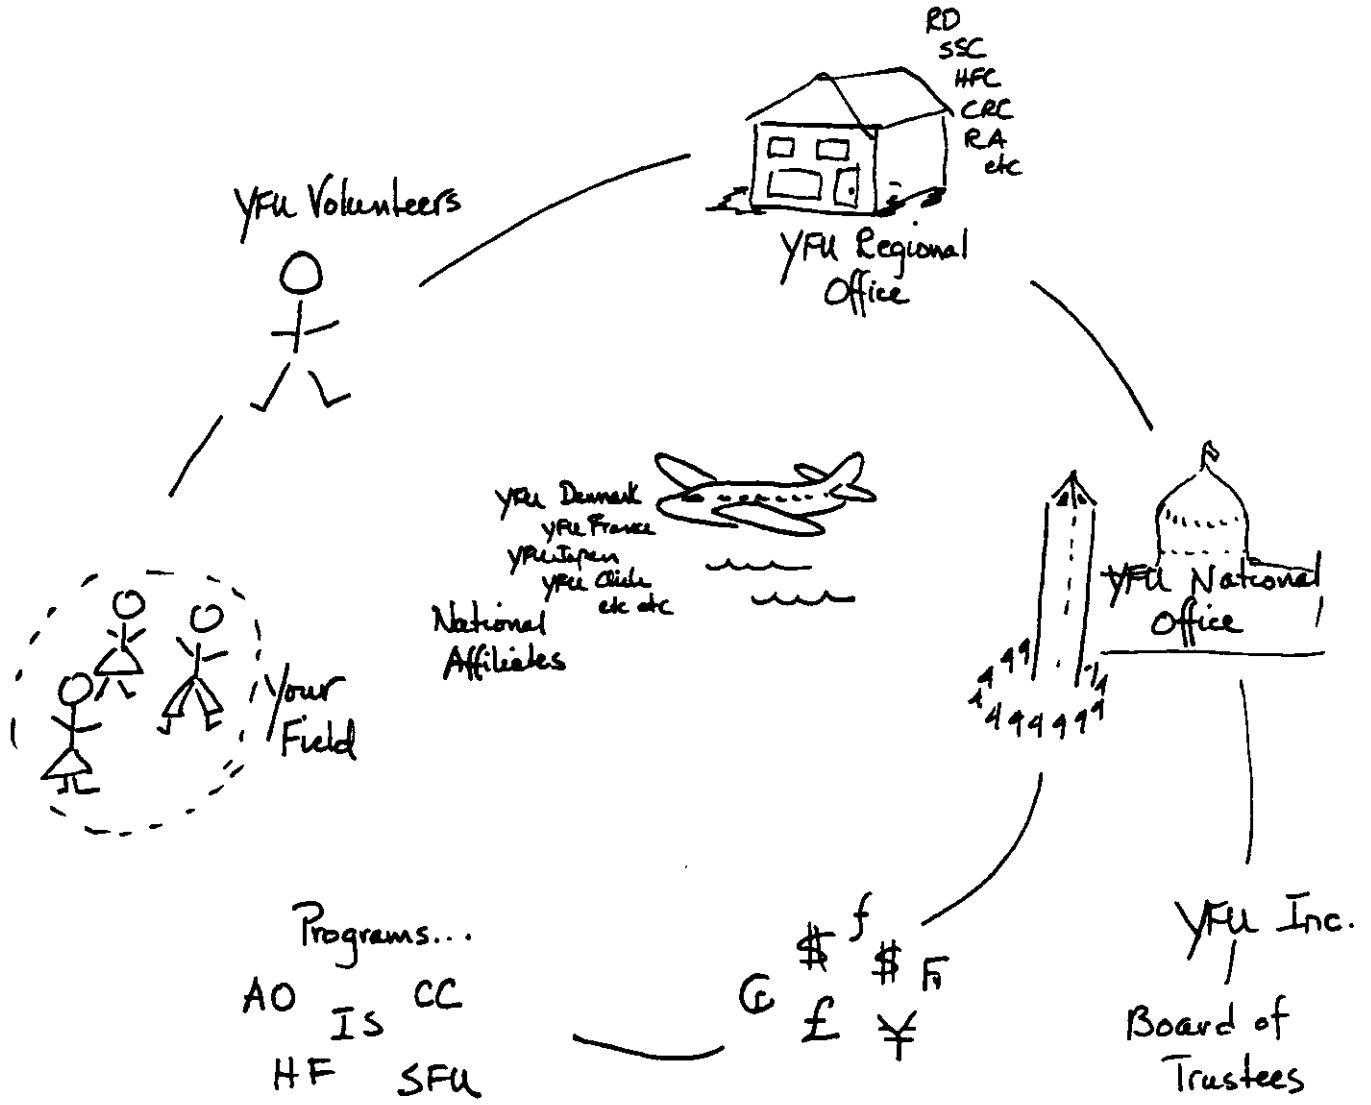 RD
SSC
HFC
CRC
RA
etc
YFU Volunteers
YFU Regional
Office
YFU Denmark
YFU France
YFU Japan
YFU Chile
etc etc
National
Affiliates
YFU National
Office
Your
Field
Programs...
AO
CC
IS
HF
SFU
$ ƒ $
₢ £ ¥
YFU Inc.
Board of
Trustees